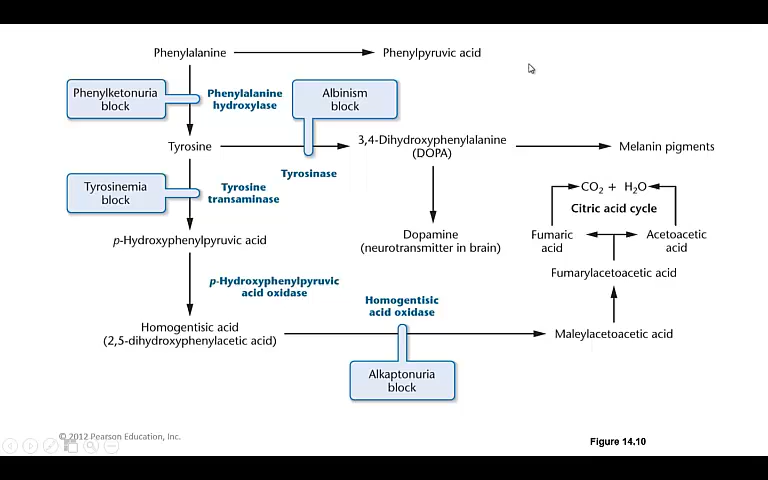 Phenylalanine
Phenylpyruvic acid
Phenylketonuria
block
Phenylalanine
hydroxylase
Albinism
block
Tyrosine
3,4-Dihydroxyphenylalanine
(DOPA)
Melanin pigments
Tyrosinase
Tyrosinemia
block
Tyrosine
transaminase
CO₂ + H₂O
Citric acid cycle
p-Hydroxyphenylpyruvic acid
Dopamine
(neurotransmitter in brain)
Fumaric
acid
Acetoacetic
acid
Fumarylacetoacetic acid
p-Hydroxyphenylpyruvic
acid oxidase
Homogentisic
acid oxidase
Homogentisic acid
(2,5-dihydroxyphenylacetic acid)
Maleylacetoacetic acid
Alkaptonuria
block
© 2012 Pearson Education, Inc.
Figure 14.10